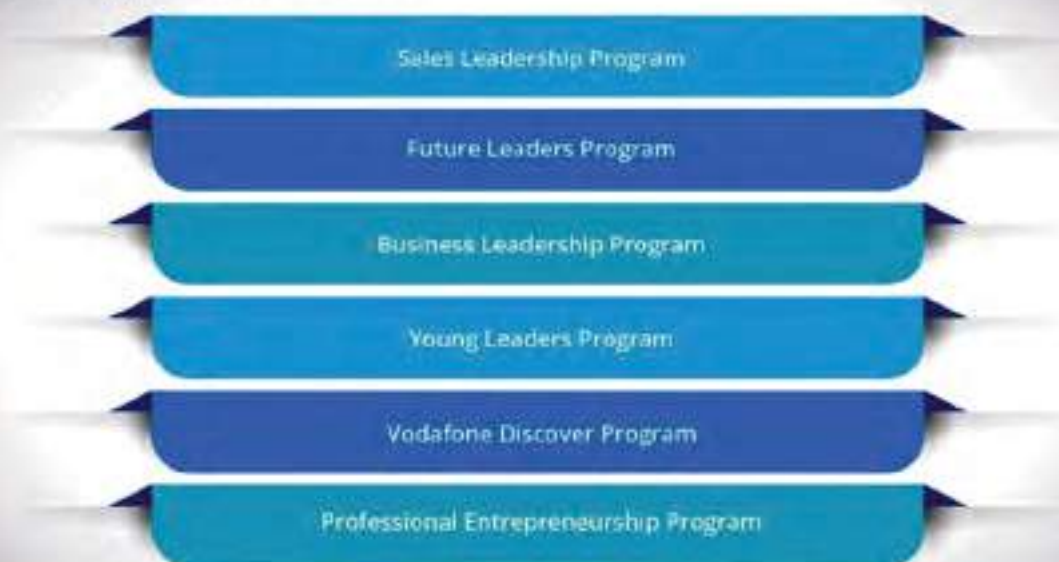 Sales Leadership Program
Future Leaders Program
Business Leadership Program
Young Leaders Program
Vodafone Discover Program
Professional Entrepreneurship Program